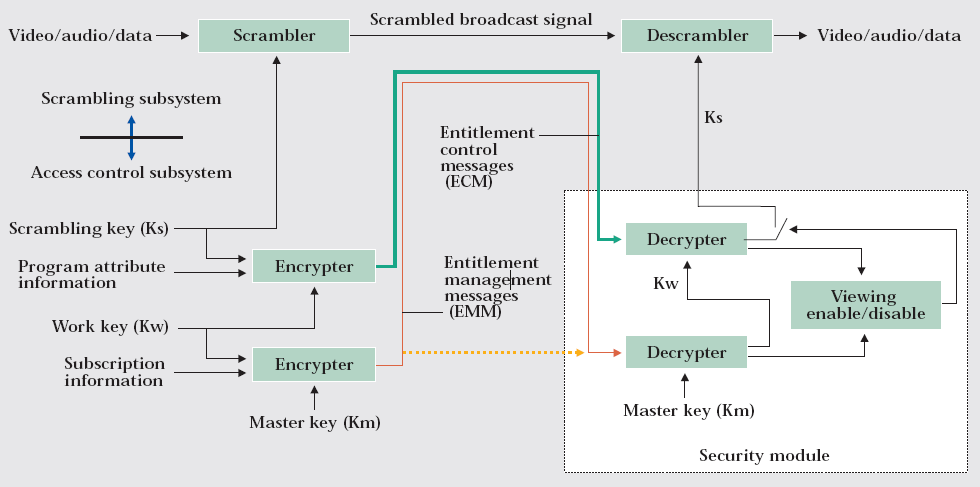 Scrambled broadcast signal
Video/audio/data
Scrambler
Descrambler
Video/audio/data
Scrambling subsystem
Access control subsystem
Entitlement
control
messages
(ECM)
Ks
Scrambling key (Ks)
Program attribute
information
Encrypter
Decrypter
Entitlement
management
messages
(EMM)
Kw
Viewing
enable/disable
Work key (Kw)
Subscription
information
Encrypter
Decrypter
Master key (Km)
Master key (Km)
Security module